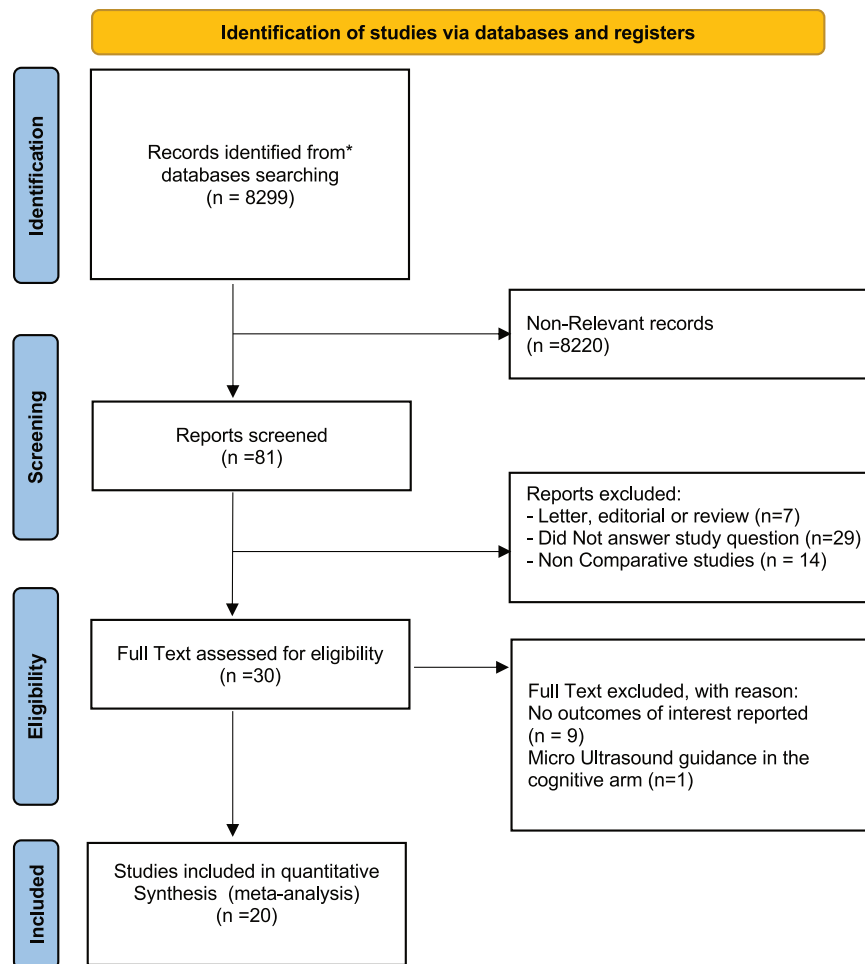 Identification of studies via databases and registers
Identification
Records identified from*
databases searching
(n = 8299)
Non-Relevant records
(n =8220)
Screening
Reports screened
(n =81)
Reports excluded:
- Letter, editorial or review (n=7)
- Did Not answer study question (n=29)
- Non Comparative studies (n = 14)
Eligibility
Full Text assessed for eligibility
(n =30)
Full Text excluded, with reason:
No outcomes of interest reported
(n = 9)
Micro Ultrasound guidance in the
cognitive arm (n=1)
Included
Studies included in quantitative
Synthesis (meta-analysis)
(n =20)